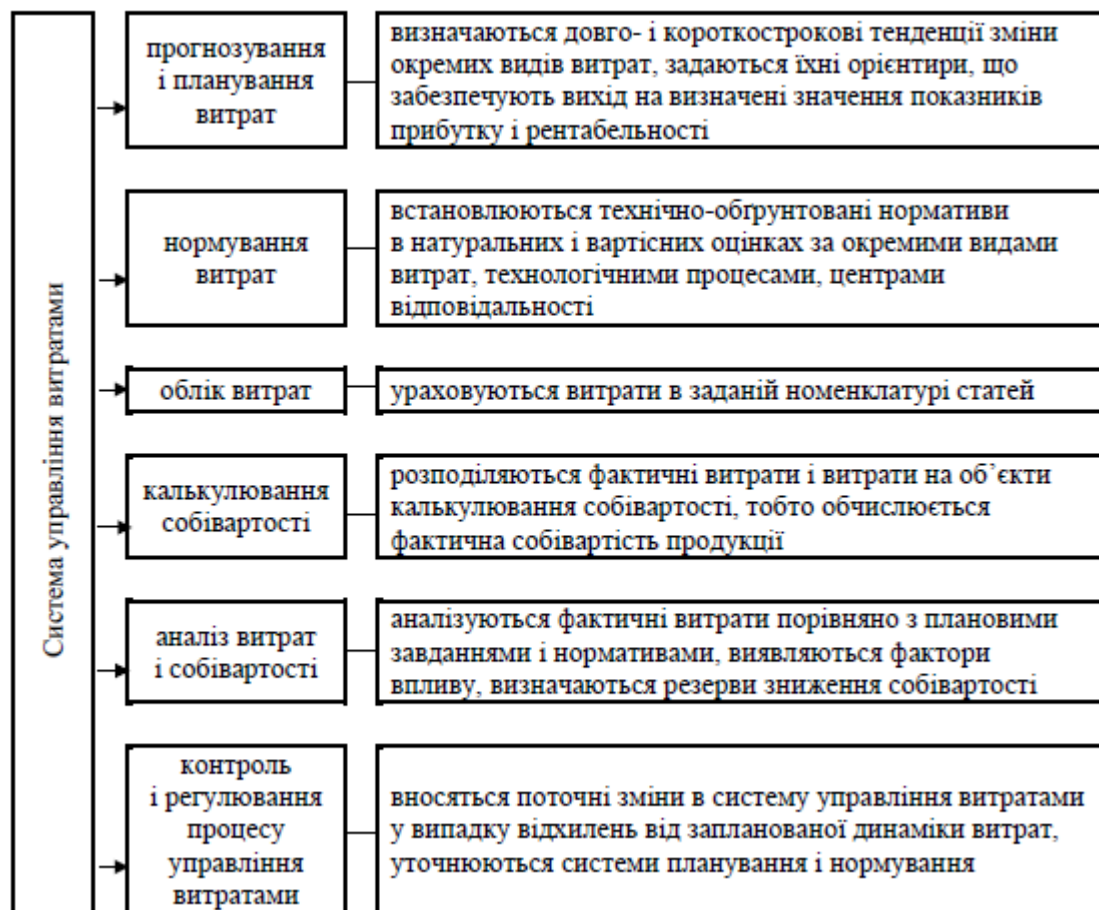 Система управління витратами
прогнозування
і планування
витрат
визначаються довго- і короткострокові тенденції зміни
окремих видів витрат, задаються їхні орієнтири, що
забезпечують вихід на визначені значення показників
прибутку і рентабельності
нормування
витрат
встановлюються технічно-обґрунтовані нормативи
в натуральних і вартісних оцінках за окремими видами
витрат, технологічними процесами, центрами
відповідальності
облік витрат
ураховуються витрати в заданій номенклатурі статей
калькулювання
собівартості
розподіляються фактичні витрати і витрати на об’єкти
калькулювання собівартості, тобто обчислюється
фактична собівартість продукції
аналіз витрат
і собівартості
аналізуються фактичні витрати порівняно з плановими
завданнями і нормативами, виявляються фактори
впливу, визначаються резерви зниження собівартості
контроль
і регулювання
процесу
управління
витратами
вносяться поточні зміни в систему управління витратами
у випадку відхилень від запланованої динаміки витрат,
уточнюються системи планування і нормування